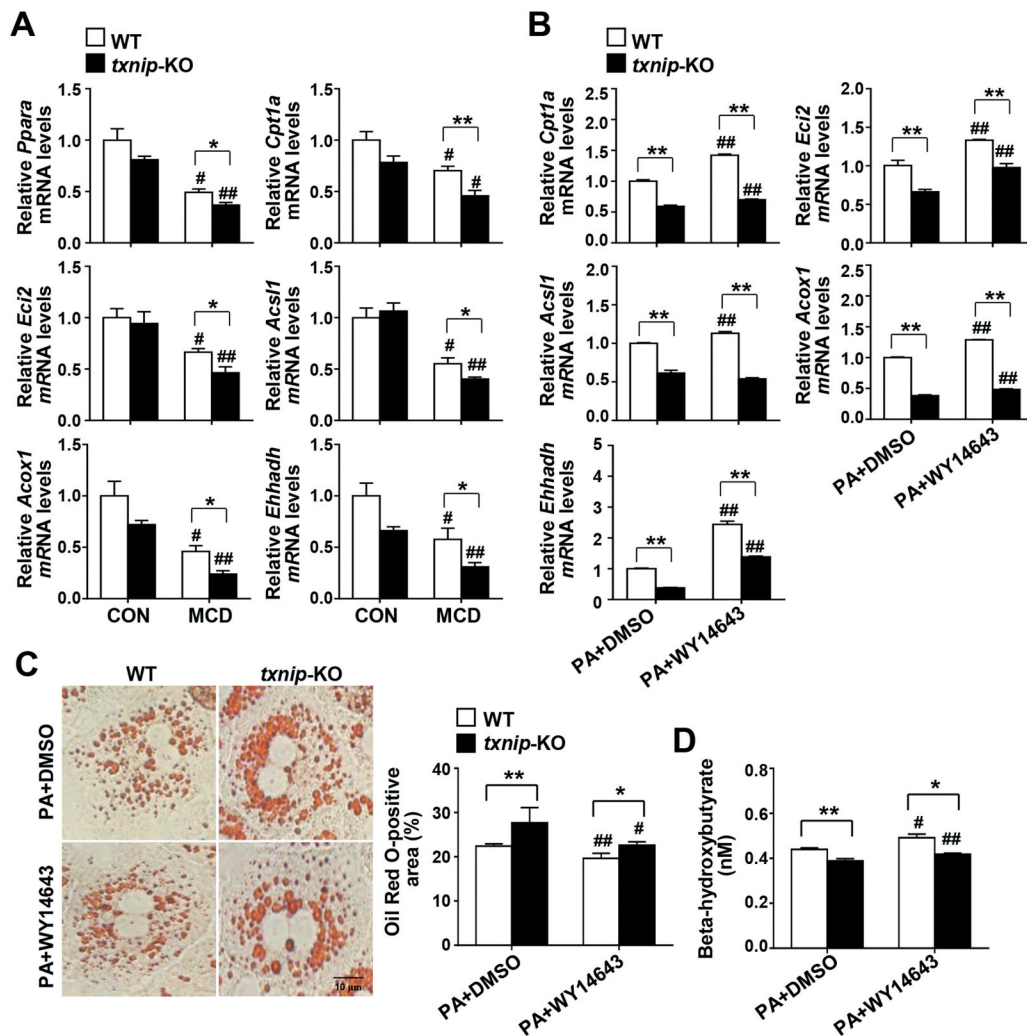 A
WT
txnip-KO
Relative Ppara
mRNA levels
1.5
1.0
0.5
0.0
*
#
##
Relative Cpt1a
mRNA levels
1.5
1.0
0.5
0.0
**
#
#
Relative Eci2
mRNA levels
1.5
1.0
0.5
0.0
*
#
##
Relative Acsl1
mRNA levels
1.5
1.0
0.5
0.0
*
#
##
Relative Acox1
mRNA levels
1.5
1.0
0.5
0.0
*
#
##
CON MCD
Relative Ehhadh
mRNA levels
1.5
1.0
0.5
0.0
*
#
##
CON MCD
B
WT
txnip-KO
Relative Cpt1a
mRNA levels
2.5
2.0
1.5
1.0
0.5
0.0
**
**
##
##
Relative Eci2
mRNA levels
2.0
1.5
1.0
0.5
0.0
**
**
##
##
Relative Acsl1
mRNA levels
2.0
1.5
1.0
0.5
0.0
**
**
##
Relative Acox1
mRNA levels
2.0
1.5
1.0
0.5
0.0
**
**
##
##
PA+DMSO
PA+WY14643
Relative Ehhadh
mRNA levels
5
4
3
2
1
0
**
**
##
##
PA+DMSO
PA+WY14643
C
WT txnip-KO
PA+DMSO
PA+WY14643
10 µm
WT
txnip-KO
Oil Red O-positive
area (%)
40
30
20
10
0
**
*
##
#
PA+DMSO
PA+WY14643
D
Beta-hydroxybutyrate
(nM)
0.8
0.6
0.4
0.2
0.0
**
*
#
##
PA+DMSO
PA+WY14643